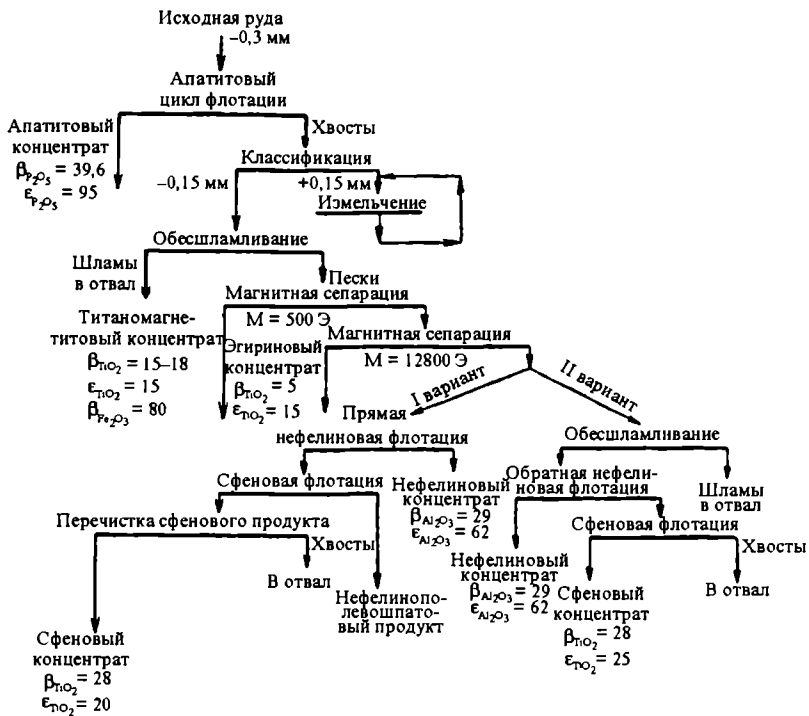 Исходная руда
–0,3 мм
Апатитовый
цикл флотации
Апатитовый
концентрат
β P₂O₅ = 39,6
ε P₂O₅ = 95
Хвосты
Классификация
–0,15 мм
+0,15 мм
Измельчение
Обесшламливание
Шламы
в отвал
Пески
Магнитная сепарация
М = 500 Э
Титаномагне-
титовый концентрат
β TiO₂ = 15–18
ε TiO₂ = 15
β Fe₂O₃ = 80
Магнитная сепарация
М = 12800 Э
Эгириновый
концентрат
β TiO₂ = 5
ε TiO₂ = 15
I вариант
II вариант
Прямая
нефелиновая флотация
Сфеновая флотация
Нефелиновый
концентрат
β Al₂O₃ = 29
ε Al₂O₃ = 62
Перечистка сфенового продукта
Хвосты
В отвал
Нефелинопо-
левошпато-
вый продукт
Сфеновый
концентрат
β TiO₂ = 28
ε TiO₂ = 20
Обесшламливание
Обратная нефели-
новая флотация
Шламы
в отвал
Сфеновая флотация
Хвосты
В отвал
Нефелиновый
концентрат
β Al₂O₃ = 29
ε Al₂O₃ = 62
Сфеновый
концентрат
β TiO₂ = 28
ε TiO₂ = 25